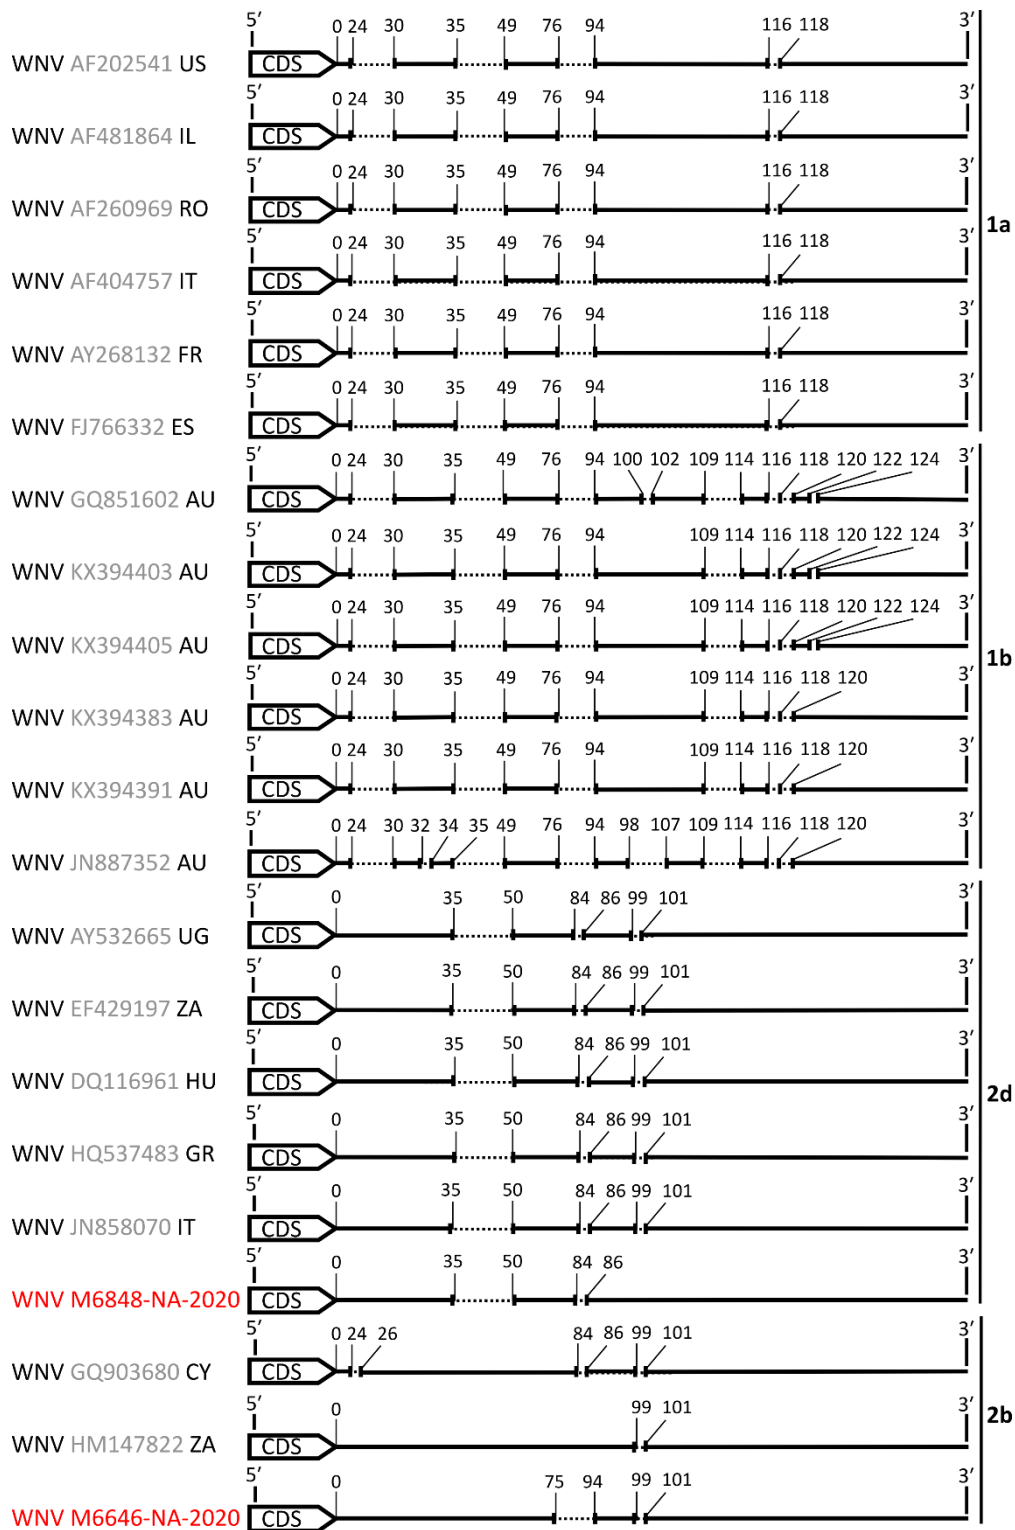 5′ 0 24 30 35 49 76 94 116 118 3′
WNV AF202541 US CDS
5′ 0 24 30 35 49 76 94 116 118 3′
WNV AF481864 IL CDS
5′ 0 24 30 35 49 76 94 116 118 3′
WNV AF260969 RO CDS
1a
5′ 0 24 30 35 49 76 94 116 118 3′
WNV AF404757 IT CDS
5′ 0 24 30 35 49 76 94 116 118 3′
WNV AY268132 FR CDS
5′ 0 24 30 35 49 76 94 116 118 3′
WNV FJ766332 ES CDS
5′ 0 24 30 35 49 76 94 100 102 109 114 116 118 120 122 124 3′
WNV GQ851602 AU CDS
5′ 0 24 30 35 49 76 94 109 114 116 118 120 122 124 3′
WNV KX394403 AU CDS
5′ 0 24 30 35 49 76 94 109 114 116 118 120 122 124 3′
WNV KX394405 AU CDS
1b
5′ 0 24 30 35 49 76 94 109 114 116 118 120 3′
WNV KX394383 AU CDS
5′ 0 24 30 35 49 76 94 109 114 116 118 120 3′
WNV KX394391 AU CDS
5′ 0 24 30 32 34 35 49 76 94 98 107 109 114 116 118 120 3′
WNV JN887352 AU CDS
5′ 0 35 50 84 86 99 101 3′
WNV AY532665 UG CDS
5′ 0 35 50 84 86 99 101 3′
WNV EF429197 ZA CDS
5′ 0 35 50 84 86 99 101 3′
WNV DQ116961 HU CDS
2d
5′ 0 35 50 84 86 99 101 3′
WNV HQ537483 GR CDS
5′ 0 35 50 84 86 99 101 3′
WNV JN858070 IT CDS
5′ 0 35 50 84 86 3′
WNV M6848-NA-2020 CDS
5′ 0 24 26 84 86 99 101 3′
WNV GQ903680 CY CDS
5′ 0 99 101 3′
2b
WNV HM147822 ZA CDS
5′ 0 75 94 99 101 3′
WNV M6646-NA-2020 CDS